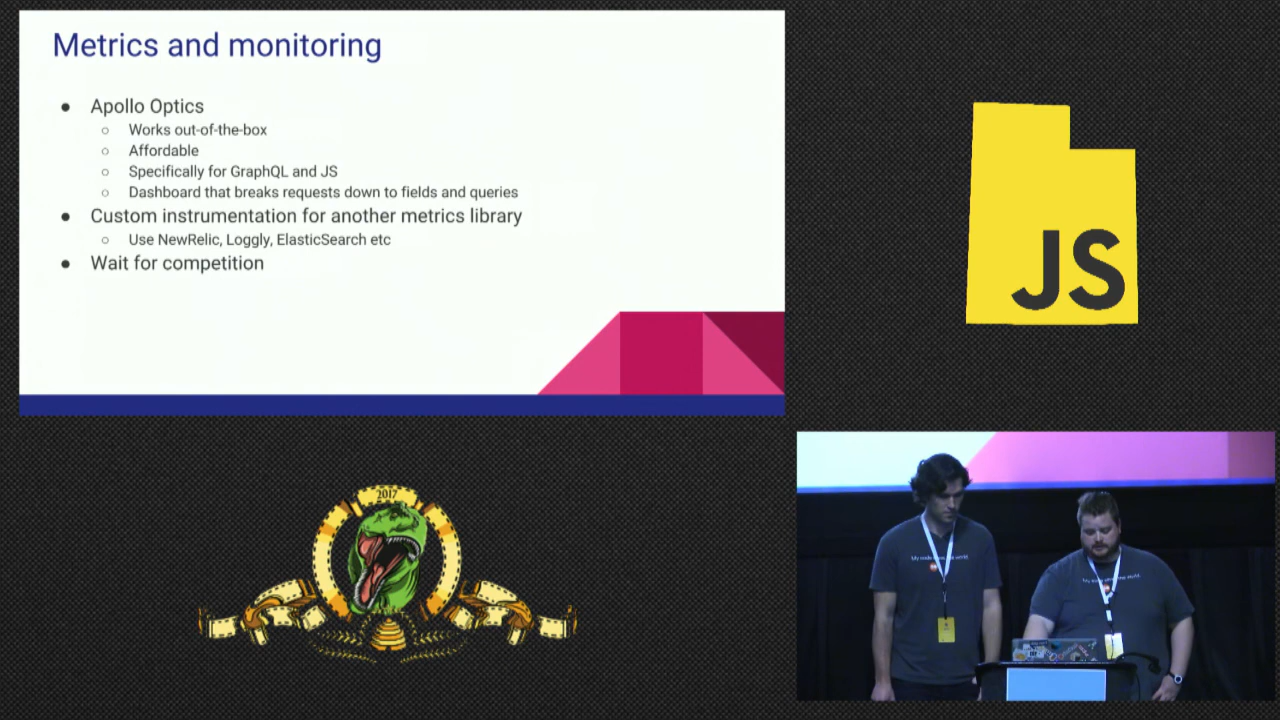 Metrics and monitoring
● Apollo Optics
○ Works out-of-the-box
○ Affordable
○ Specifically for GraphQL and JS
○ Dashboard that breaks requests down to fields and queries
● Custom instrumentation for another metrics library
○ Use NewRelic, Loggly, ElasticSearch etc
● Wait for competition
JS
2017